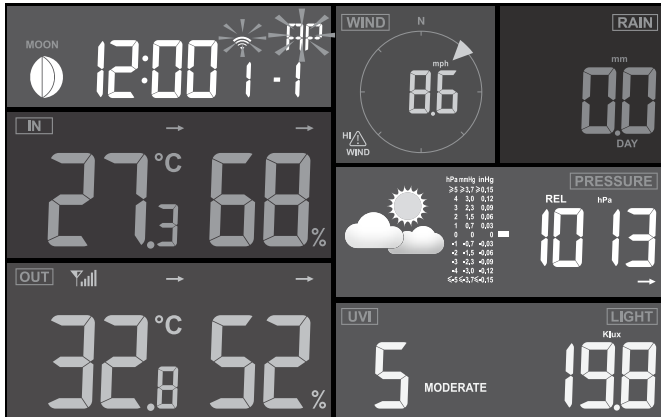 MOON
12:00 1-1 AP
IN
27.3 °C 68 %
OUT
32.8 °C 52 %
WIND
N
mph
8.6
HI WIND
RAIN
mm
0.0
DAY
PRESSURE
hPa mmHg inHg
≥5 ≥3,7 ≥0,15
4 3,0 0,12
3 2,3 0,09
2 1,5 0,06
1 0,7 0,03
0 0 0
-1 -0,7 -0,03
-2 -1,5 -0,06
-3 -2,3 -0,09
-4 -3,0 -0,12
≤-5 ≤-3,7 ≤-0,15
REL hPa
1013
UVI
5 MODERATE
LIGHT
Klux
19.8